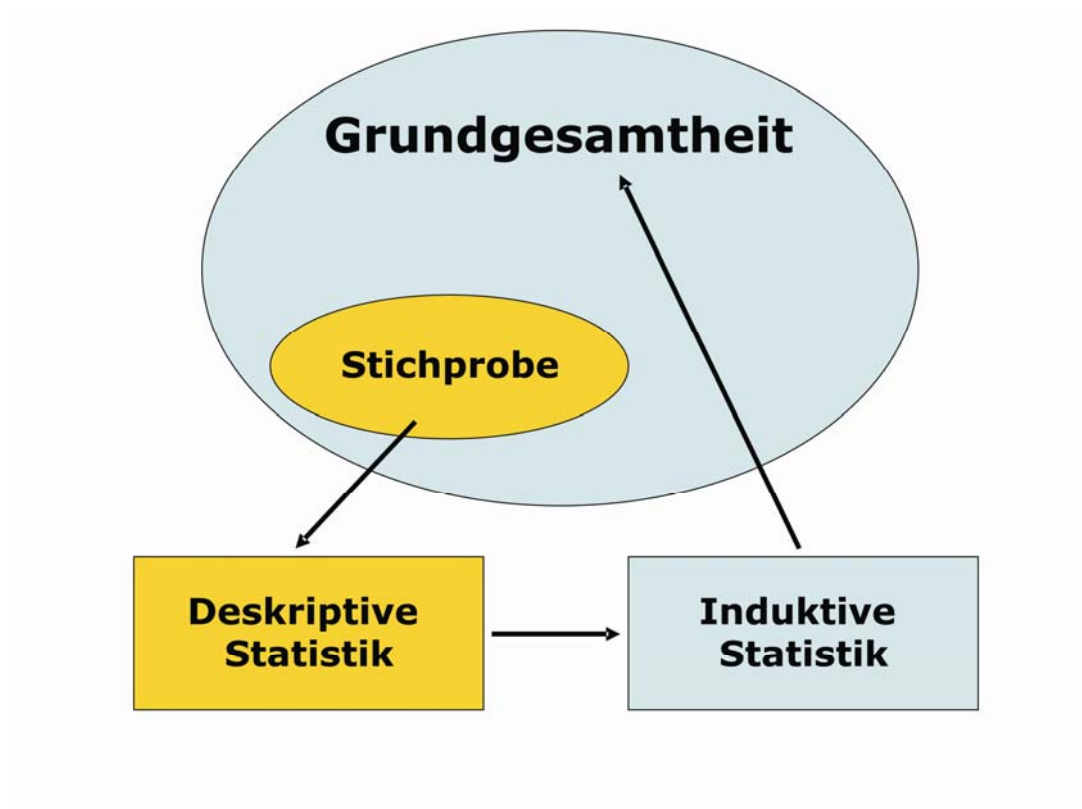 Grundgesamtheit
Stichprobe
Deskriptive
Statistik
Induktive
Statistik